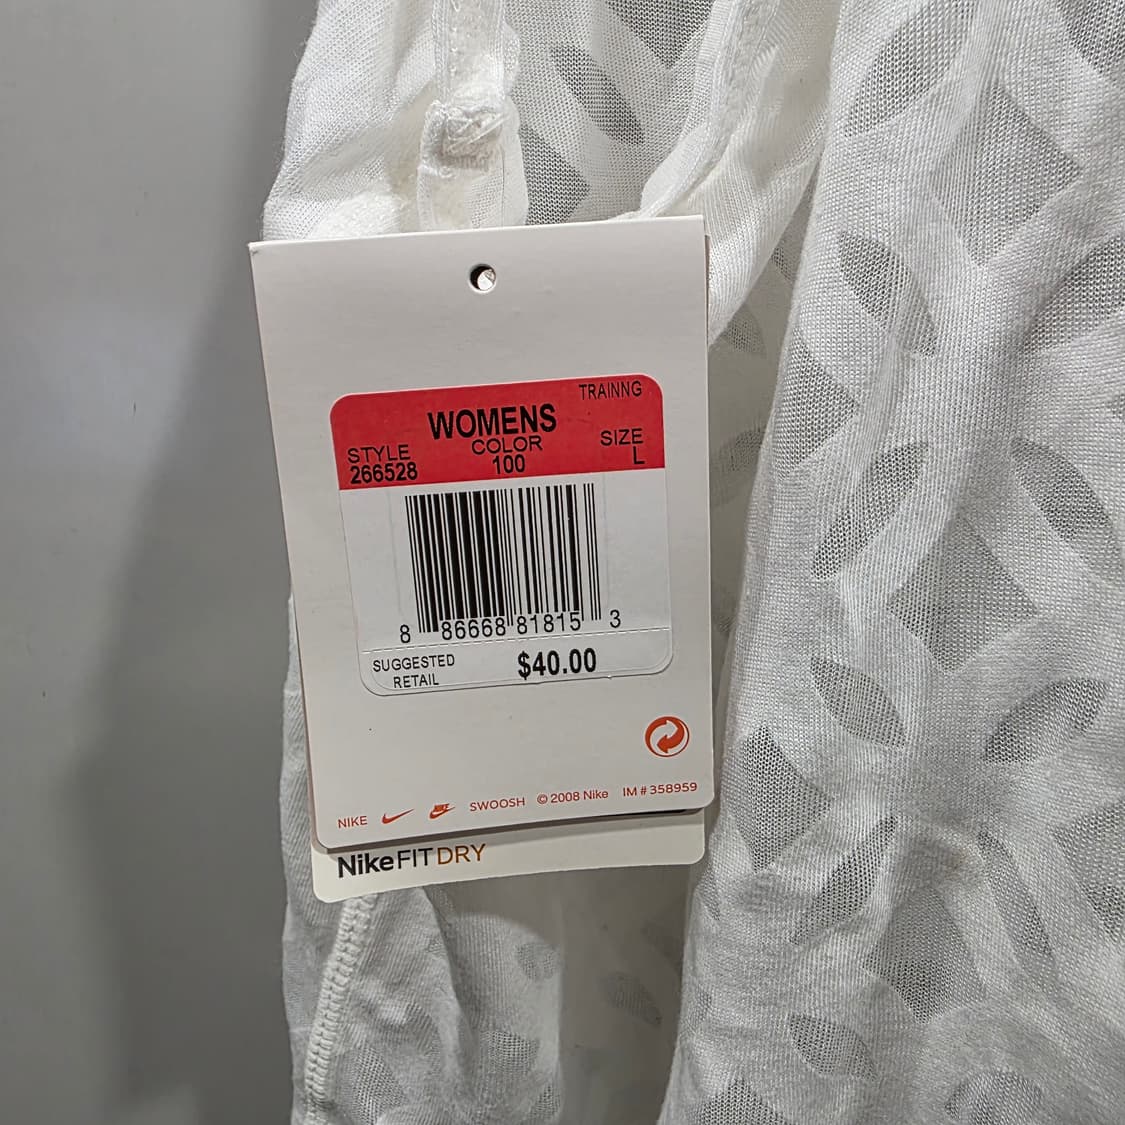 TRAINNG
WOMENS
STYLE COLOR SIZE
266528 100 L
8 86668 81815 3
SUGGESTED
RETAIL $40.00
NIKE SWOOSH © 2008 Nike IM # 358959
NikeFITDRY